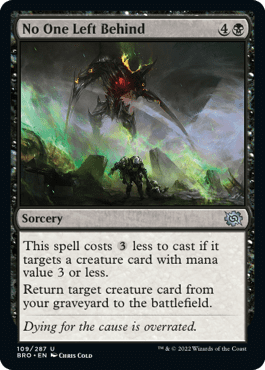 No One Left Behind 4
Sorcery
This spell costs 3 less to cast if it
targets a creature card with mana
value 3 or less.
Return target creature card from
your graveyard to the battlefield.
Dying for the cause is overrated.
109/287 U
BRO • EN Chris Cold
™ & © 2022 Wizards of the Coast